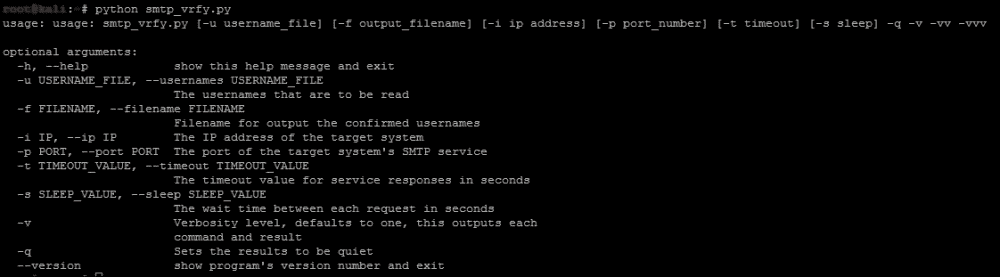 root@kali:~# python smtp_vrfy.py
usage: usage: smtp_vrfy.py [-u username_file] [-f output_filename] [-i ip address] [-p port_number] [-t timeout] [-s sleep] -q -v -vv -vvv
optional arguments:
-h, --help show this help message and exit
-u USERNAME_FILE, --usernames USERNAME_FILE
The usernames that are to be read
-f FILENAME, --filename FILENAME
Filename for output the confirmed usernames
-i IP, --ip IP The IP address of the target system
-p PORT, --port PORT The port of the target system's SMTP service
-t TIMEOUT_VALUE, --timeout TIMEOUT_VALUE
The timeout value for service responses in seconds
-s SLEEP_VALUE, --sleep SLEEP_VALUE
The wait time between each request in seconds
-v Verbosity level, defaults to one, this outputs each
command and result
-q Sets the results to be quiet
--version show program's version number and exit